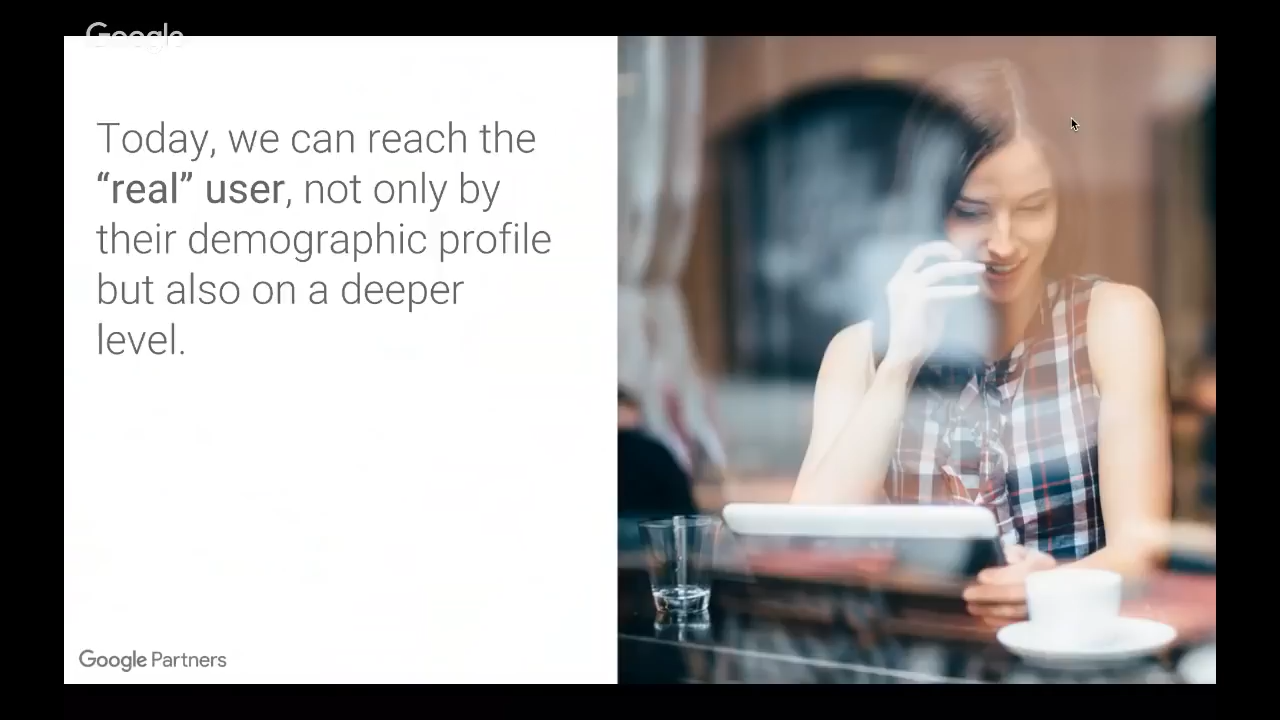 Google
Today, we can reach the
“real” user, not only by
their demographic profile
but also on a deeper
level.
Google Partners